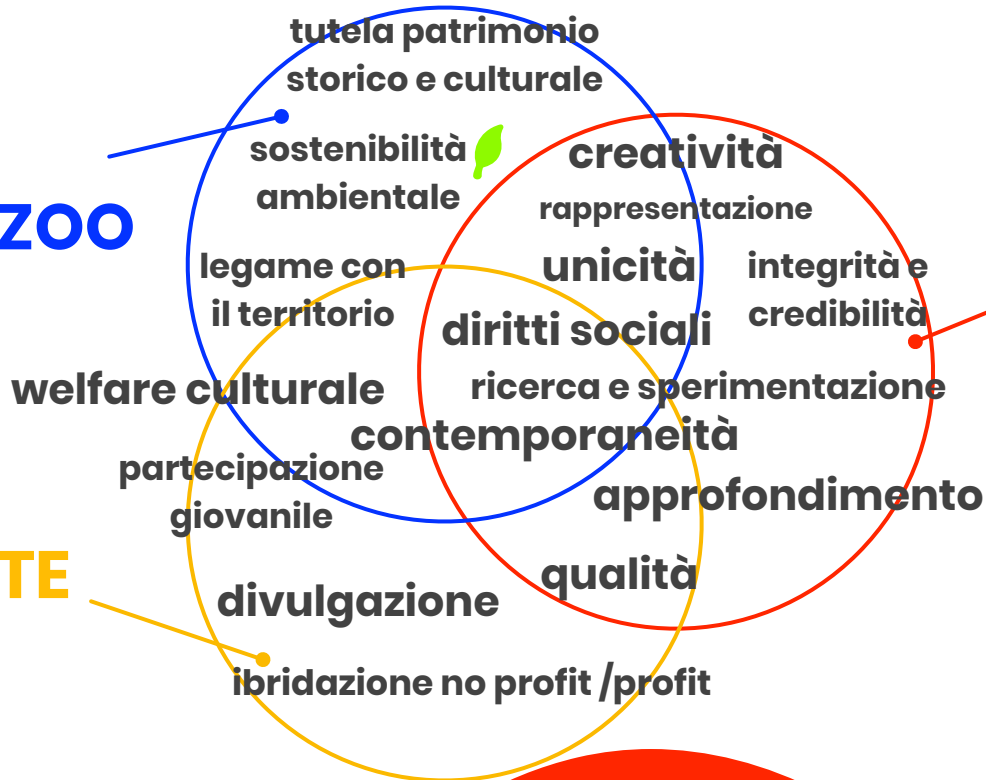 tutela patrimonio
storico e culturale
sostenibilità
ambientale
creatività
rappresentazione
ZOO
legame con
il territorio
unicità
integrità e
credibilità
diritti sociali
welfare culturale
ricerca e sperimentazione
contemporaneità
partecipazione
giovanile
approfondimento
TE
qualità
divulgazione
ibridazione no profit /profit